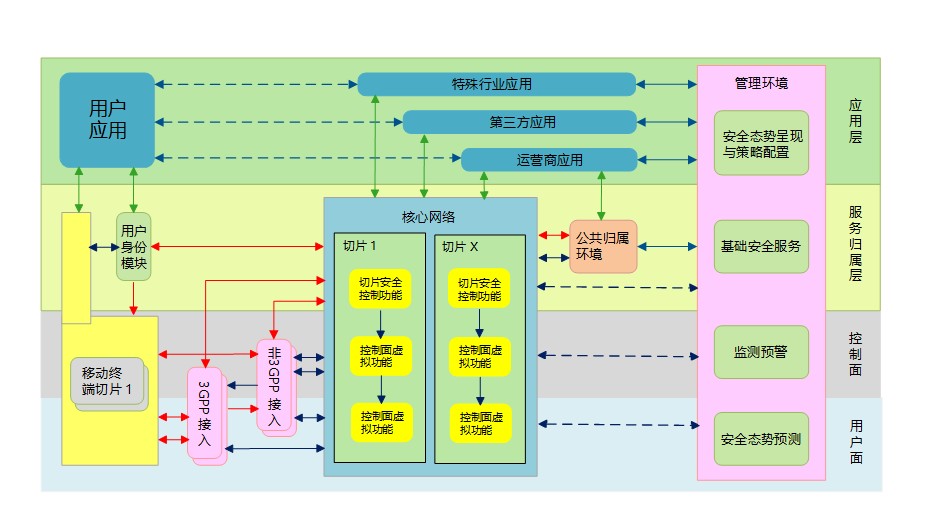 用户
应用
特殊行业应用
第三方应用
运营商应用
管理环境
安全态势呈现
与策略配置
应
用
层
用户
身份
模块
核心网络
切片 1
切片 X
公共归属
环境
基础安全服务
服
务
归
属
层
切片安全
控制功能
切片安全
控制功能
控制面虚
拟功能
控制面虚
拟功能
监测预警
控
制
面
移动终
端切片 1
3GPP 接入
非3GPP 接入
控制面虚
拟功能
控制面虚
拟功能
安全态势预测
用
户
面